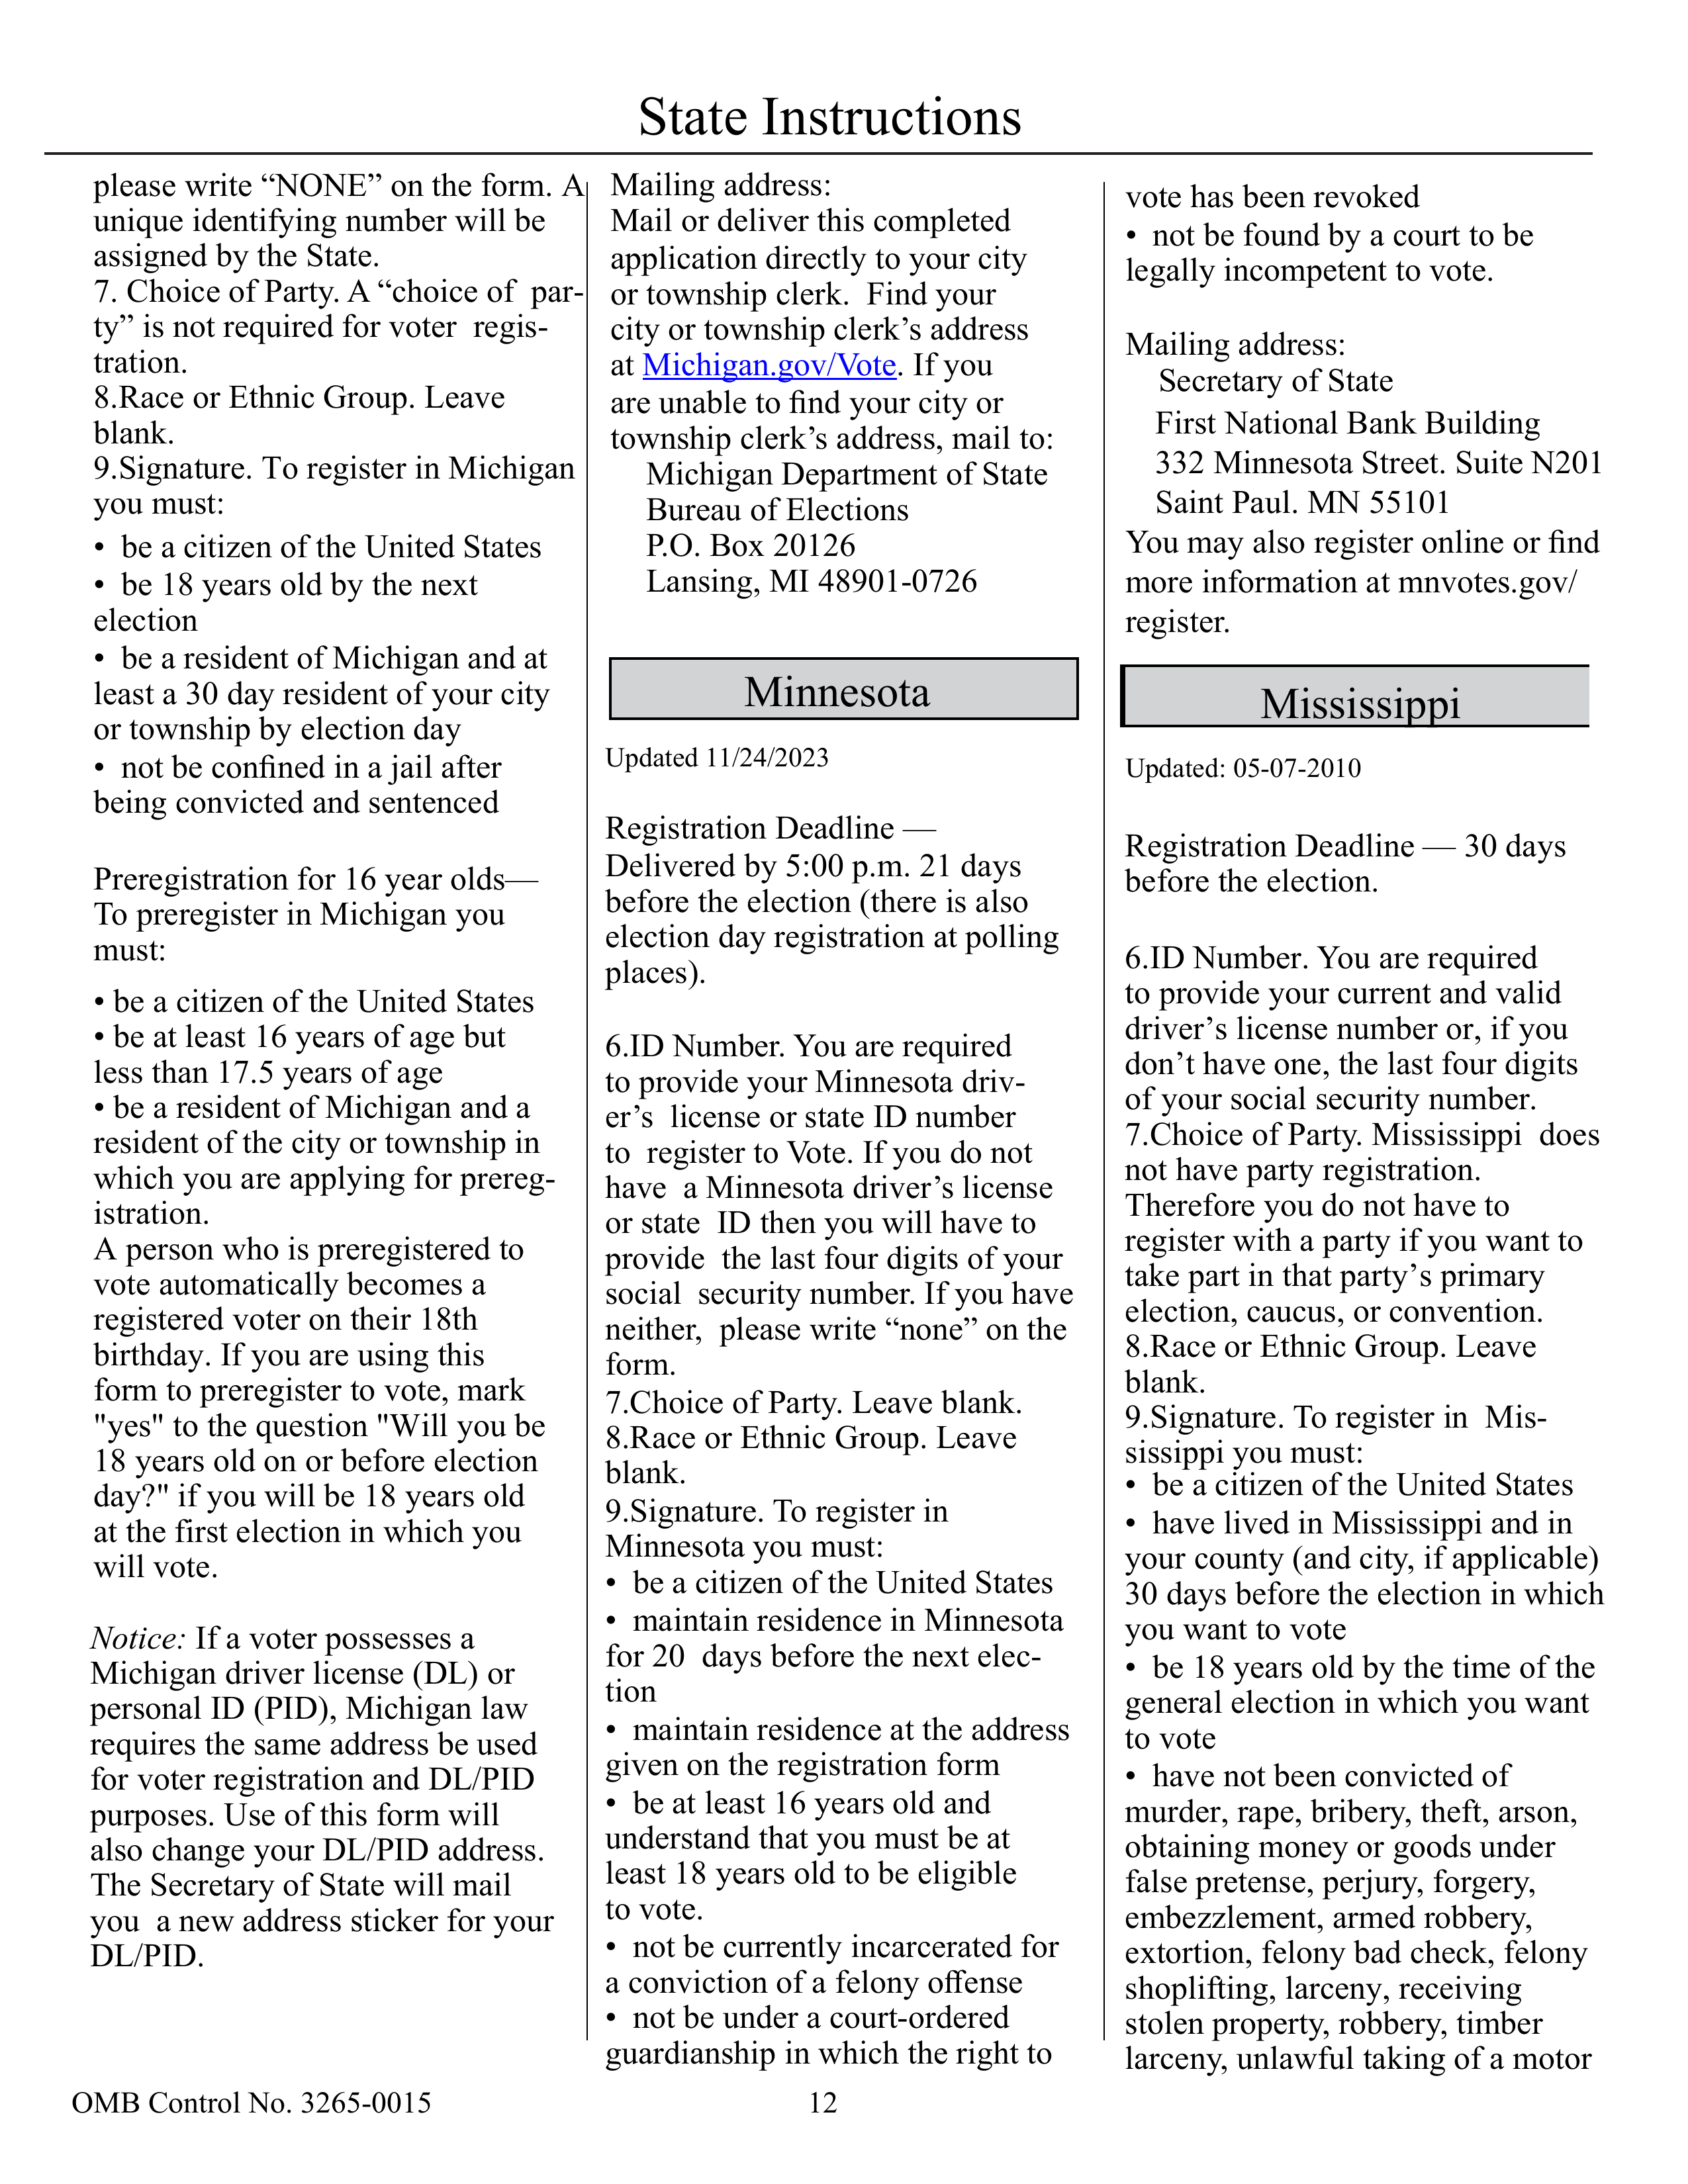 State Instructions
please write “NONE” on the form. A
unique identifying number will be
assigned by the State.
7. Choice of Party. A “choice of  par-
ty” is not required for voter  regis-
tration.
8.Race or Ethnic Group. Leave
blank.
9.Signature. To register in Michigan
you must:
•  be a citizen of the United States
•  be 18 years old by the next
election
•  be a resident of Michigan and at
least a 30 day resident of your city
or township by election day
•  not be confined in a jail after
being convicted and sentenced
Preregistration for 16 year olds—
To preregister in Michigan you
must:
• be a citizen of the United States
• be at least 16 years of age but
less than 17.5 years of age
• be a resident of Michigan and a
resident of the city or township in
which you are applying for prereg-
istration.
A person who is preregistered to
vote automatically becomes a
registered voter on their 18th
birthday. If you are using this
form to preregister to vote, mark
"yes" to the question "Will you be
18 years old on or before election
day?" if you will be 18 years old
at the first election in which you
will vote.
Notice: If a voter possesses a
Michigan driver license (DL) or
personal ID (PID), Michigan law
requires the same address be used
for voter registration and DL/PID
purposes. Use of this form will
also change your DL/PID address.
The Secretary of State will mail
you  a new address sticker for your
DL/PID.
Mailing address:
Mail or deliver this completed
application directly to your city
or township clerk.  Find your
city or township clerk’s address
at Michigan.gov/Vote. If you
are unable to find your city or
township clerk’s address, mail to:
Michigan Department of State
Bureau of Elections
P.O. Box 20126
Lansing, MI 48901-0726
Minnesota
Updated 11/24/2023
Registration Deadline —
Delivered by 5:00 p.m. 21 days
before the election (there is also
election day registration at polling
places).
6.ID Number. You are required
to provide your Minnesota driv-
er’s  license or state ID number
to  register to Vote. If you do not
have  a Minnesota driver’s license
or state  ID then you will have to
provide  the last four digits of your
social  security number. If you have
neither,  please write “none” on the
form.
7.Choice of Party. Leave blank.
8.Race or Ethnic Group. Leave
blank.
9.Signature. To register in
Minnesota you must:
•  be a citizen of the United States
•  maintain residence in Minnesota
for 20  days before the next elec-
tion
•  maintain residence at the address
given on the registration form
•  be at least 16 years old and
understand that you must be at
least 18 years old to be eligible
to vote.
•  not be currently incarcerated for
a conviction of a felony offense
•  not be under a court-ordered
guardianship in which the right to
vote has been revoked
•  not be found by a court to be
legally incompetent to vote.
Mailing address:
Secretary of State
First National Bank Building
332 Minnesota Street. Suite N201
Saint Paul. MN 55101
You may also register online or find
more information at mnvotes.gov/
register.
Mississippi
Updated: 05-07-2010
Registration Deadline — 30 days
before the election.
6.ID Number. You are required
to provide your current and valid
driver’s license number or, if you
don’t have one, the last four digits
of your social security number.
7.Choice of Party. Mississippi  does
not have party registration.
Therefore you do not have to
register with a party if you want to
take part in that party’s primary
election, caucus, or convention.
8.Race or Ethnic Group. Leave
blank.
9.Signature. To register in  Mis-
sissippi you must:
•  be a citizen of the United States
•  have lived in Mississippi and in
your county (and city, if applicable)
30 days before the election in which
you want to vote
•  be 18 years old by the time of the
general election in which you want
to vote
•  have not been convicted of
murder, rape, bribery, theft, arson,
obtaining money or goods under
false pretense, perjury, forgery,
embezzlement, armed robbery,
extortion, felony bad check, felony
shoplifting, larceny, receiving
stolen property, robbery, timber
larceny, unlawful taking of a motor
OMB Control No. 3265-0015
12